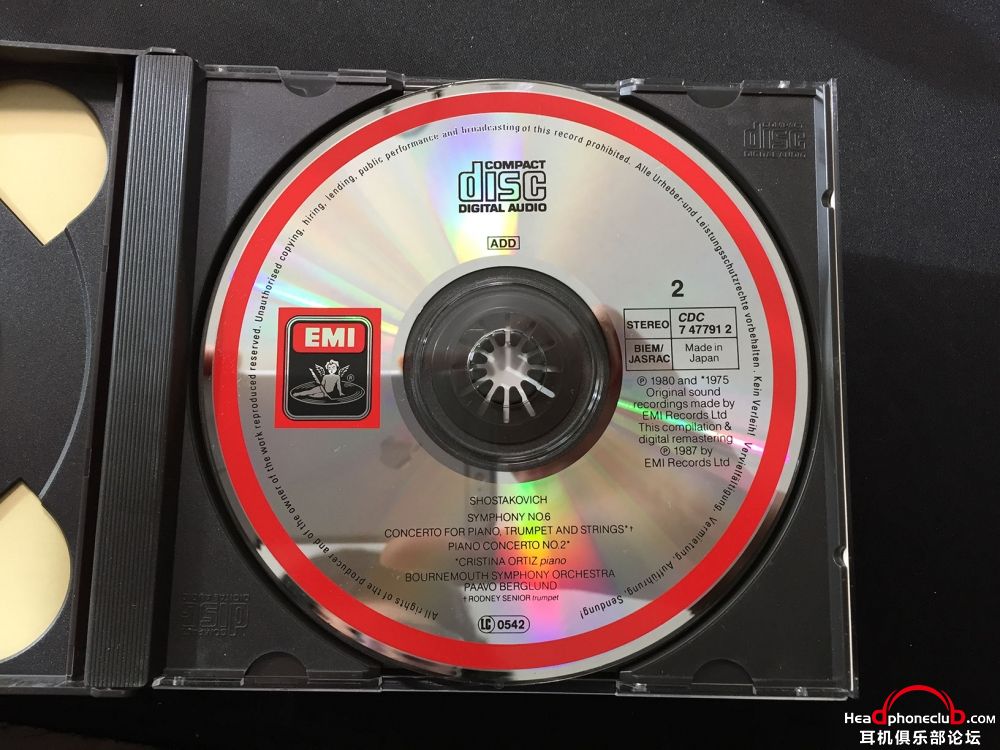 All rights of the producer and of the owner of the work reproduced reserved. Unauthorised copying, hiring, lending, public performance and broadcasting of this record prohibited. Alle Urheber-und Leistungsschutzrechte vorbehalten. Kein Verleih! Vervielfältigung, Vermietung, Aufführung, Sendung!
COMPACT
disc
DIGITAL AUDIO
ADD
2
STEREO
CDC
7 47791 2
BIEM/
JASRAC
Made in
Japan
EMI
®
℗ 1980 and *1975
Original sound
recordings made by
EMI Records Ltd
This compilation &
digital remastering
℗ 1987 by
EMI Records Ltd
SHOSTAKOVICH
SYMPHONY NO.6
CONCERTO FOR PIANO, TRUMPET AND STRINGS*†
PIANO CONCERTO NO.2*
*CRISTINA ORTIZ piano
BOURNEMOUTH SYMPHONY ORCHESTRA
PAAVO BERGLUND
† RODNEY SENIOR trumpet
LC 0542
COMPACT
disc
DIGITAL AUDIO
COMPACT
disc
DIGITAL AUDIO
Headphoneclub.com
耳机俱乐部论坛